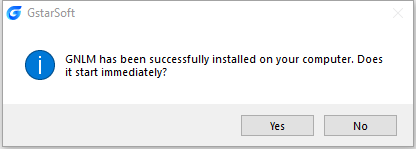 GstarSoft
GNLM has been successfully installed on your computer. Does
it start immediately?
Yes
No